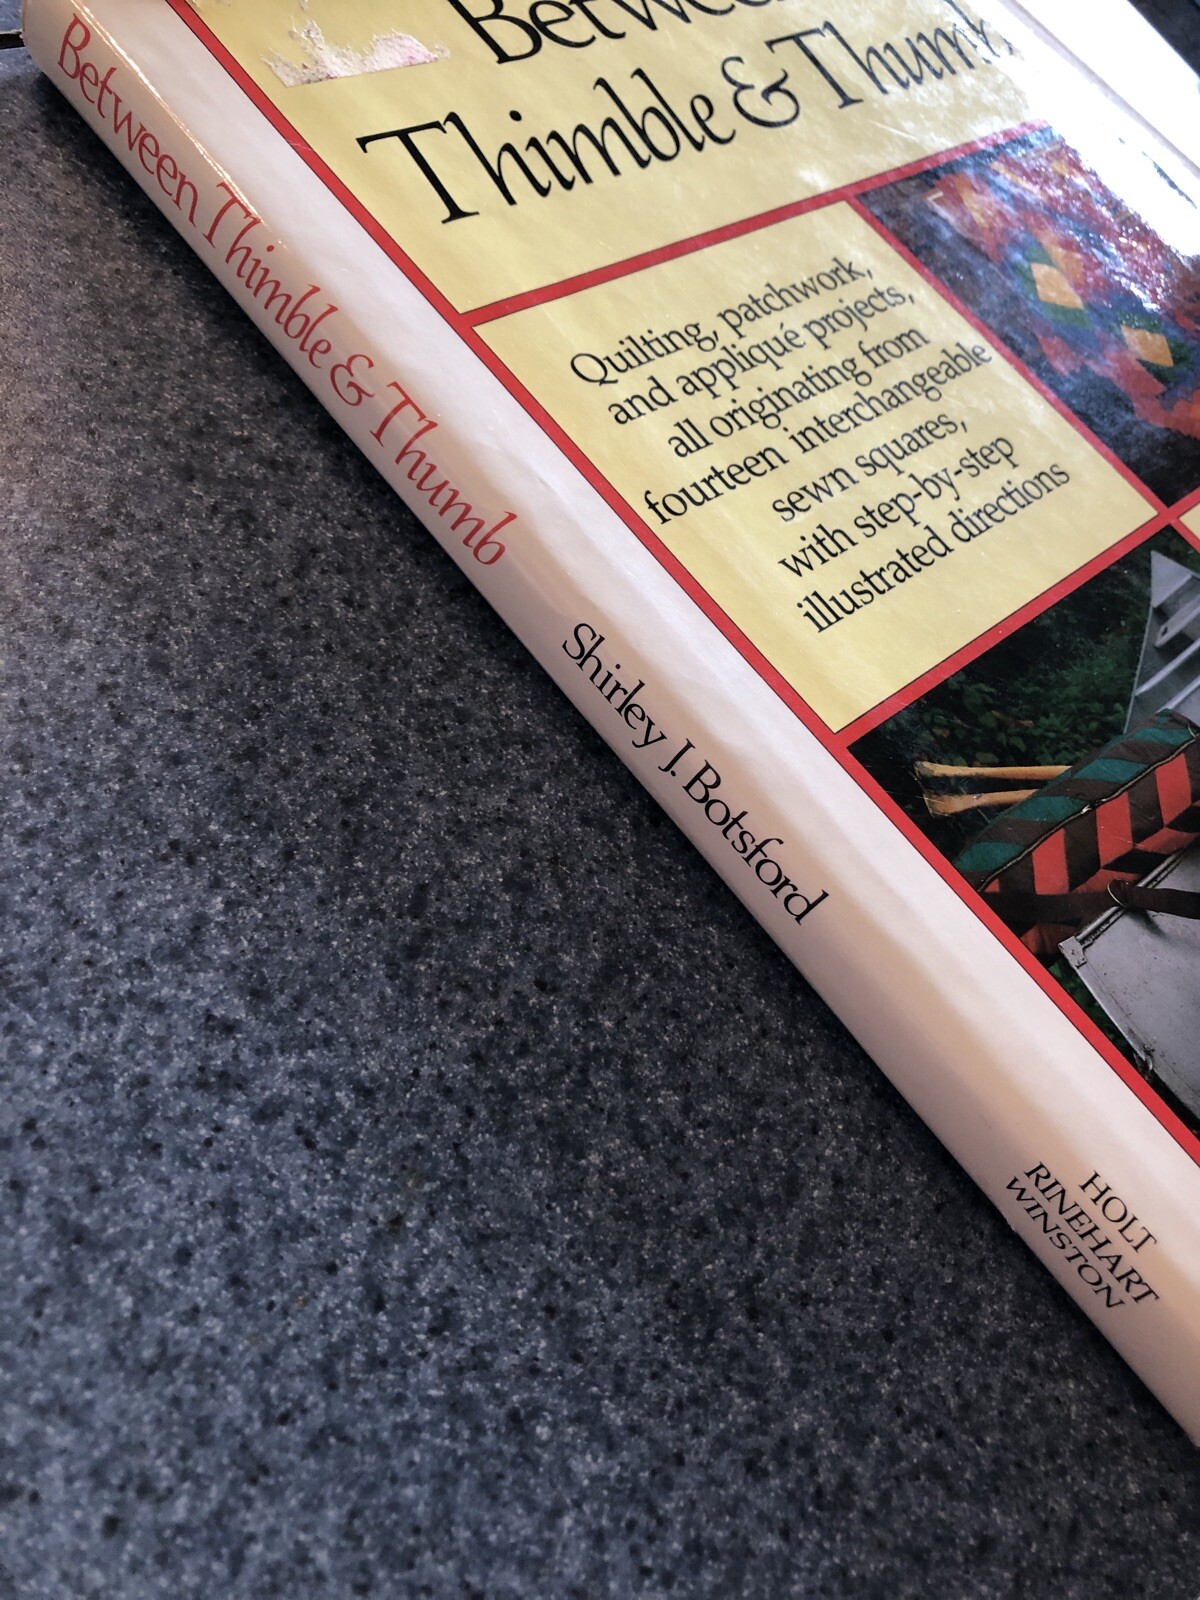 Between Thimble & Thumb
Shirley J. Botsford
HOLT
RINEHART
WINSTON
Thimble & Thumb
Quilting, patchwork,
and appliqué projects,
all originating from
fourteen interchangeable
sewn squares,
with step-by-step
illustrated directions